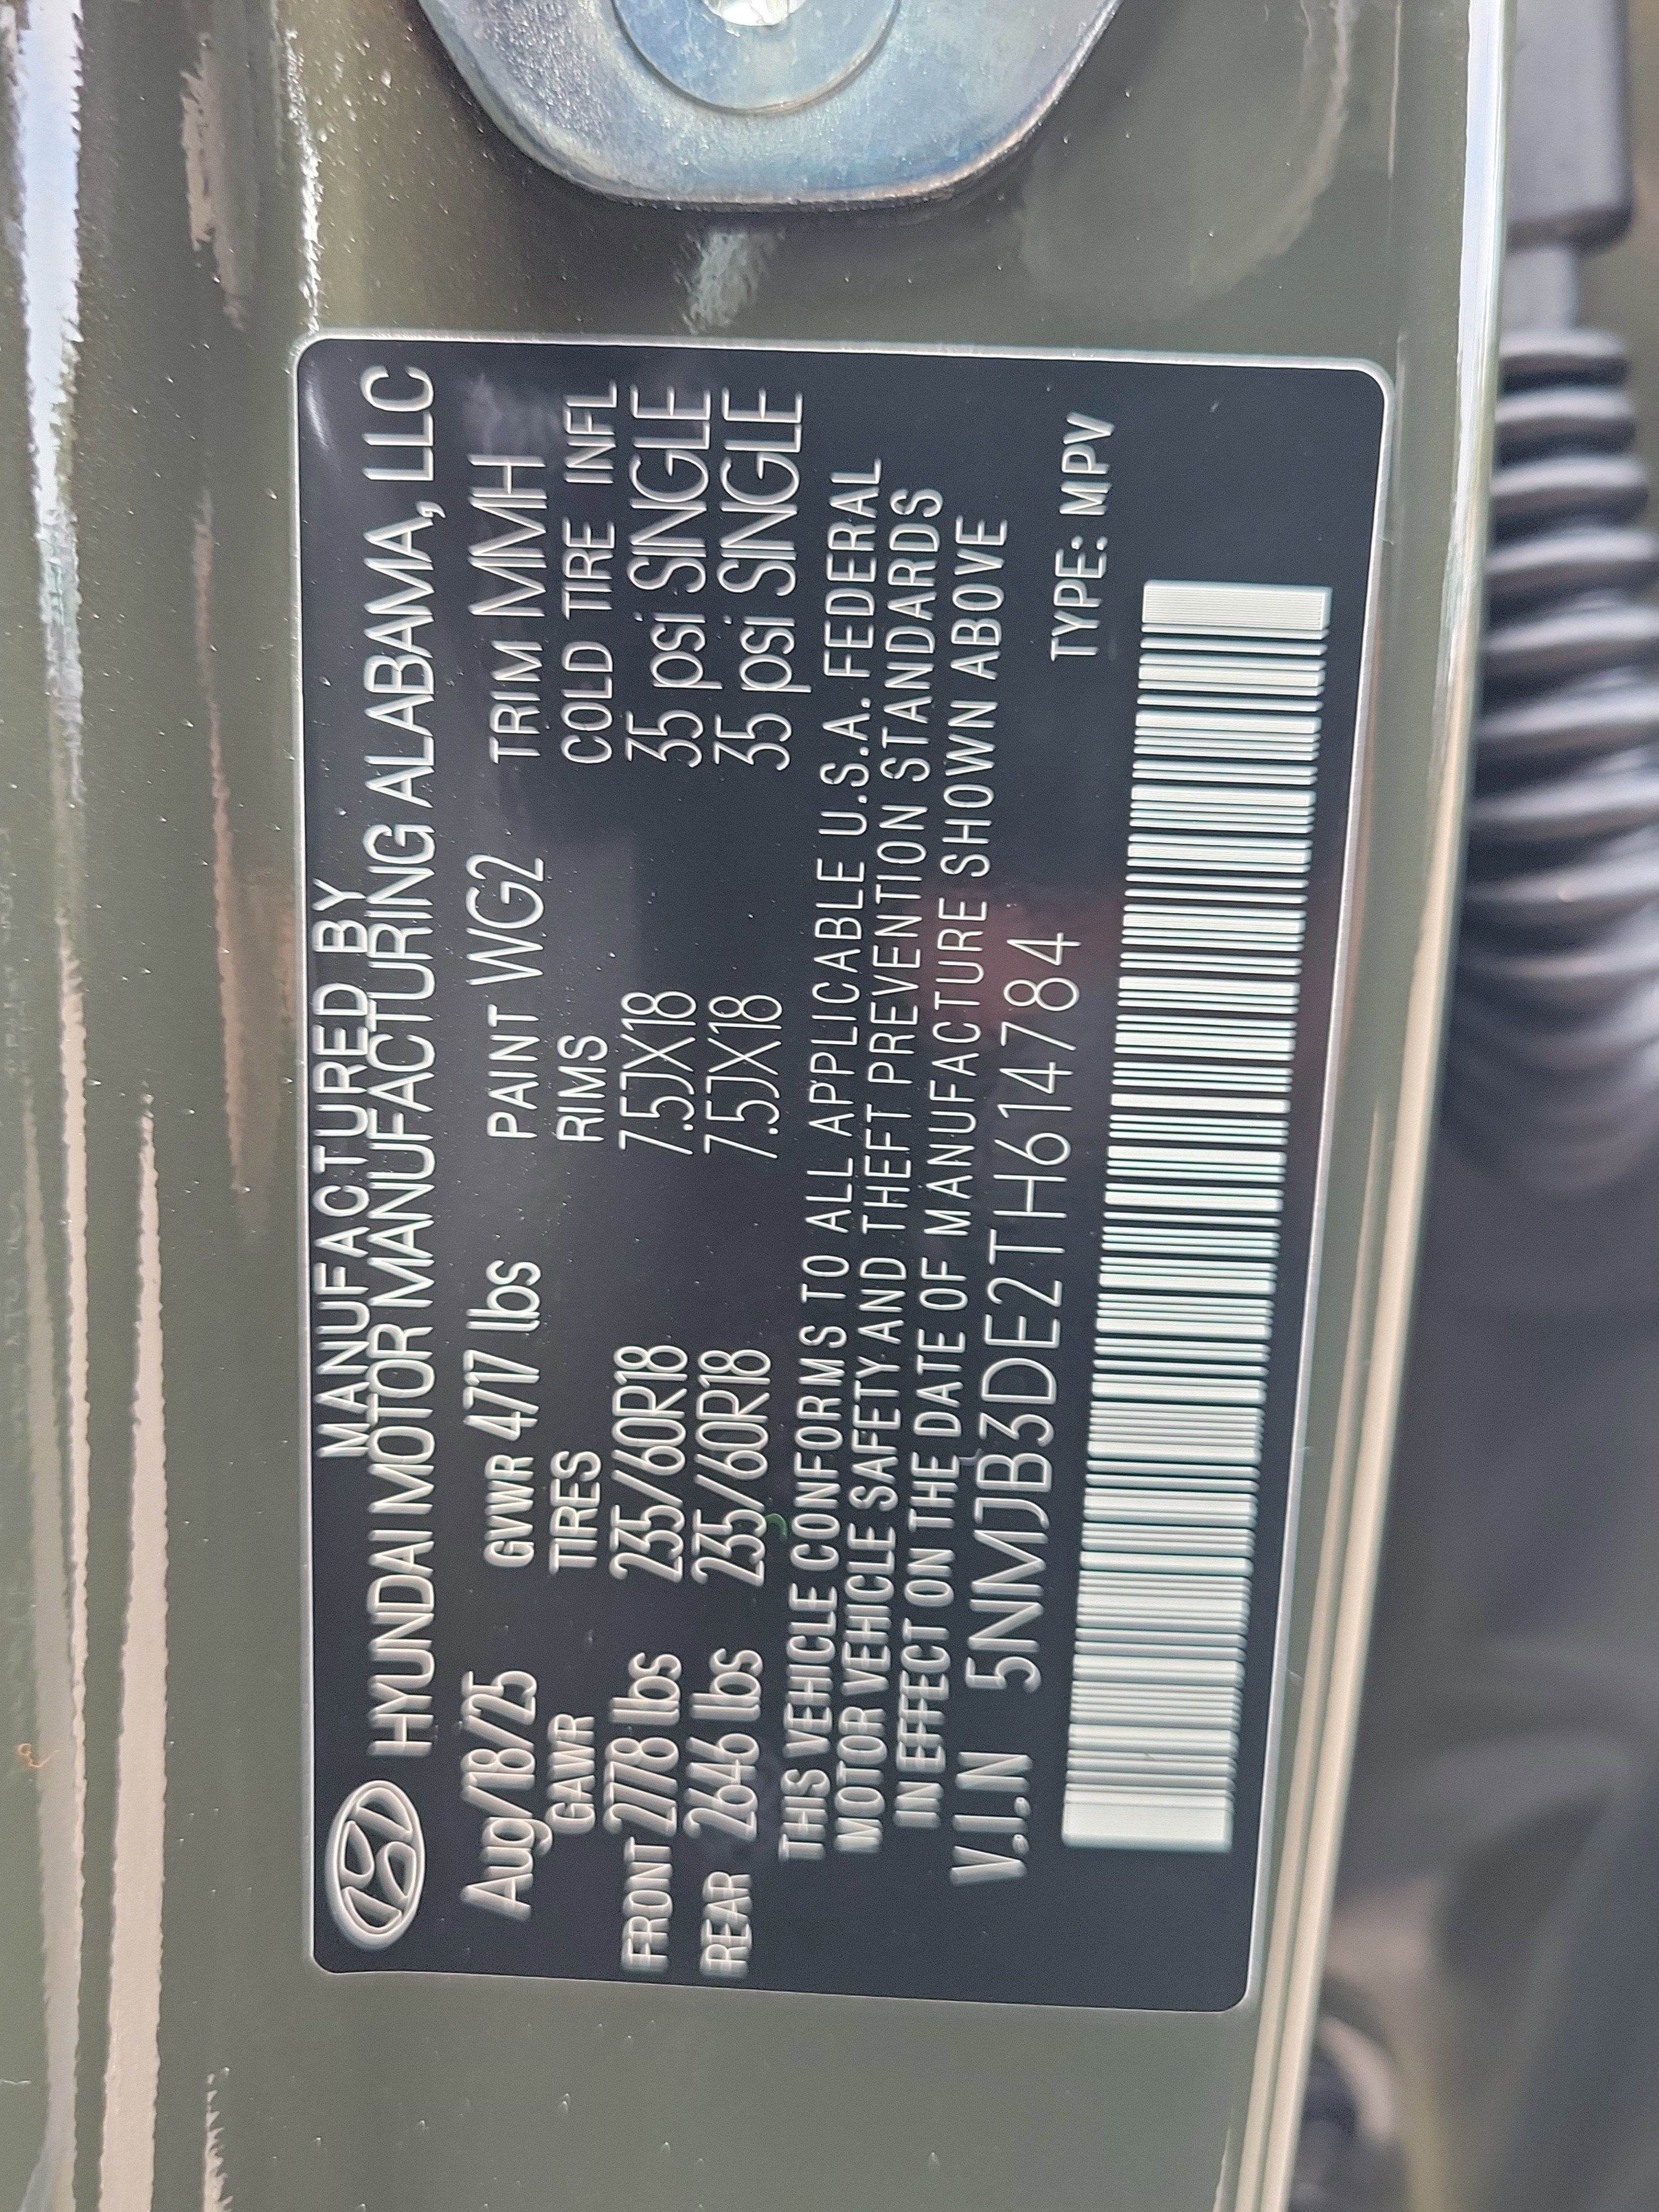 MANUFACTURED BY
HYUNDAI MOTOR MANUFACTURING ALABAMA, LLC
Aug/18/25 GVWR 4717 lbs PAINT WG2 TRIM MMH
GAWR TIRES RIMS COLD TIRE INFL
FRONT 2778 lbs 235/60R18 7.5JX18 35 psi SINGLE
REAR 2646 lbs 235/60R18 7.5JX18 35 psi SINGLE
THIS VEHICLE CONFORMS TO ALL APPLICABLE U.S.A. FEDERAL
MOTOR VEHICLE SAFETY AND THEFT PREVENTION STANDARDS
IN EFFECT ON THE DATE OF MANUFACTURE SHOWN ABOVE
V.I.N 5NMJB3DE2TH614784
TYPE: MPV